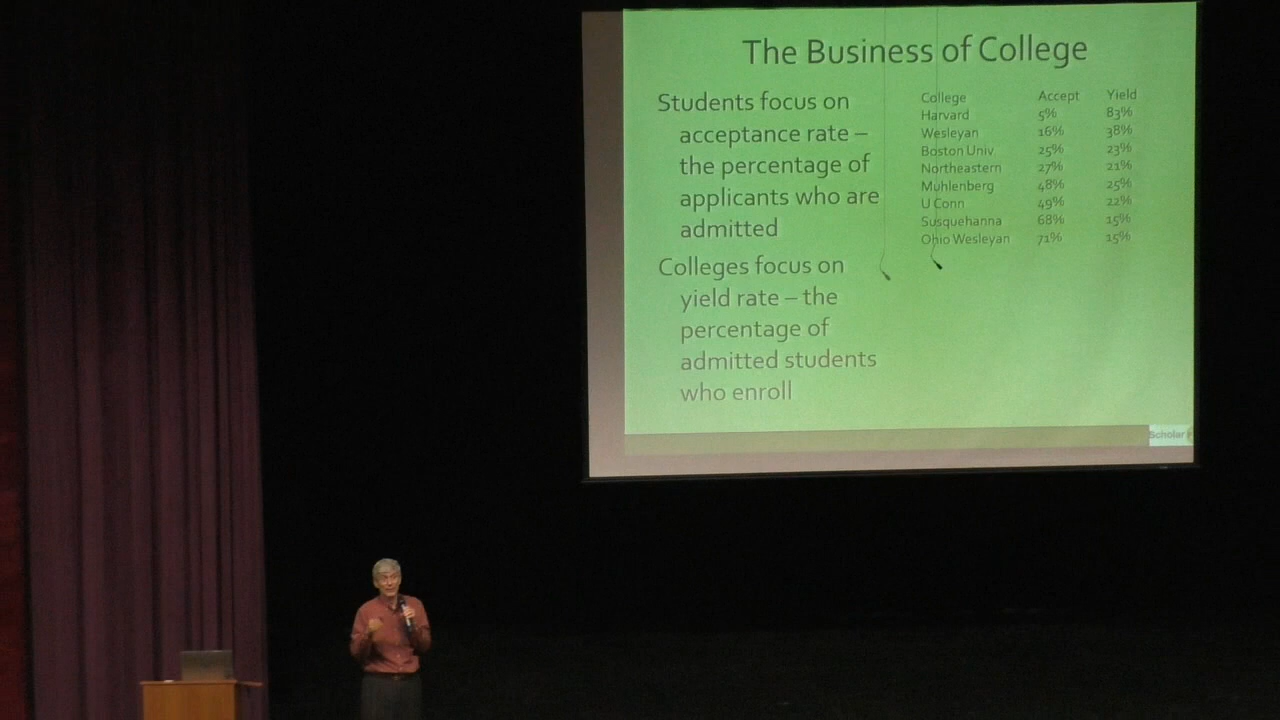 The Business of College
Students focus on
acceptance rate –
the percentage of
applicants who are
admitted
Colleges focus on
yield rate – the
percentage of
admitted students
who enroll
College Accept Yield
Harvard 5% 83%
Wesleyan 16% 38%
Boston Univ. 25% 23%
Northeastern 27% 21%
Muhlenberg 48% 25%
U Conn 49% 22%
Susquehanna 68% 15%
Ohio Wesleyan 71% 15%
Scholar